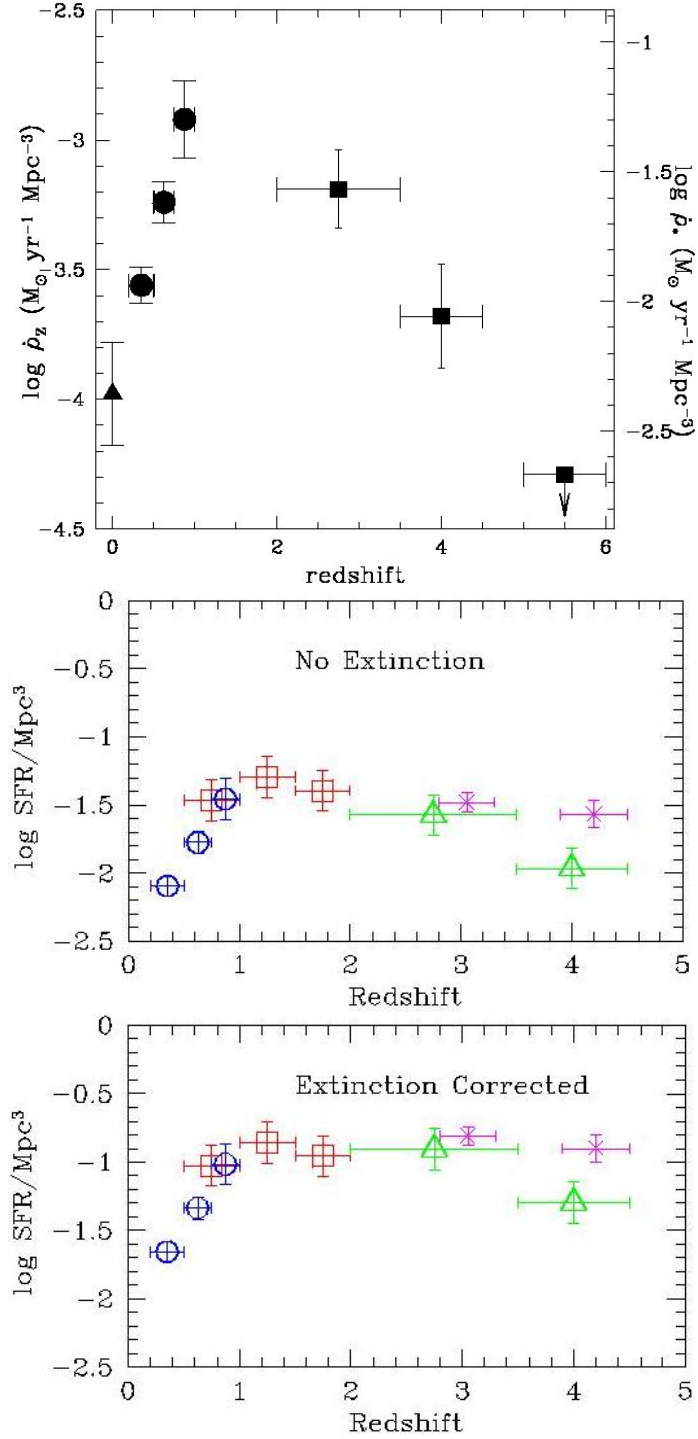 -2.5
-3
-3.5
-4
-4.5
log ρ̇z (M⊙ yr⁻¹ Mpc⁻³)
-1
-1.5
-2
-2.5
log ρ̇* (M⊙ yr⁻¹ Mpc⁻³)
0 2 4 6
redshift
0
-0.5
-1
-1.5
-2
-2.5
log SFR/Mpc³
No Extinction
0 1 2 3 4 5
Redshift
0
-0.5
-1
-1.5
-2
-2.5
log SFR/Mpc³
Extinction Corrected
0 1 2 3 4 5
Redshift